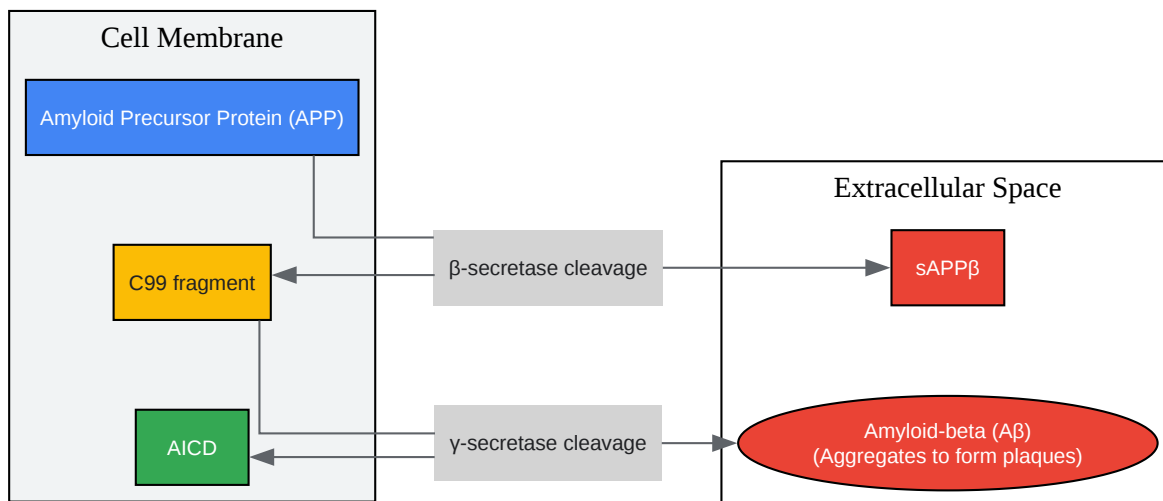 Cell Membrane
Amyloid Precursor Protein (APP)
Extracellular Space
C99 fragment
β-secretase cleavage
sAPPβ
AICD
γ-secretase cleavage
Amyloid-beta (Aβ)
(Aggregates to form plaques)